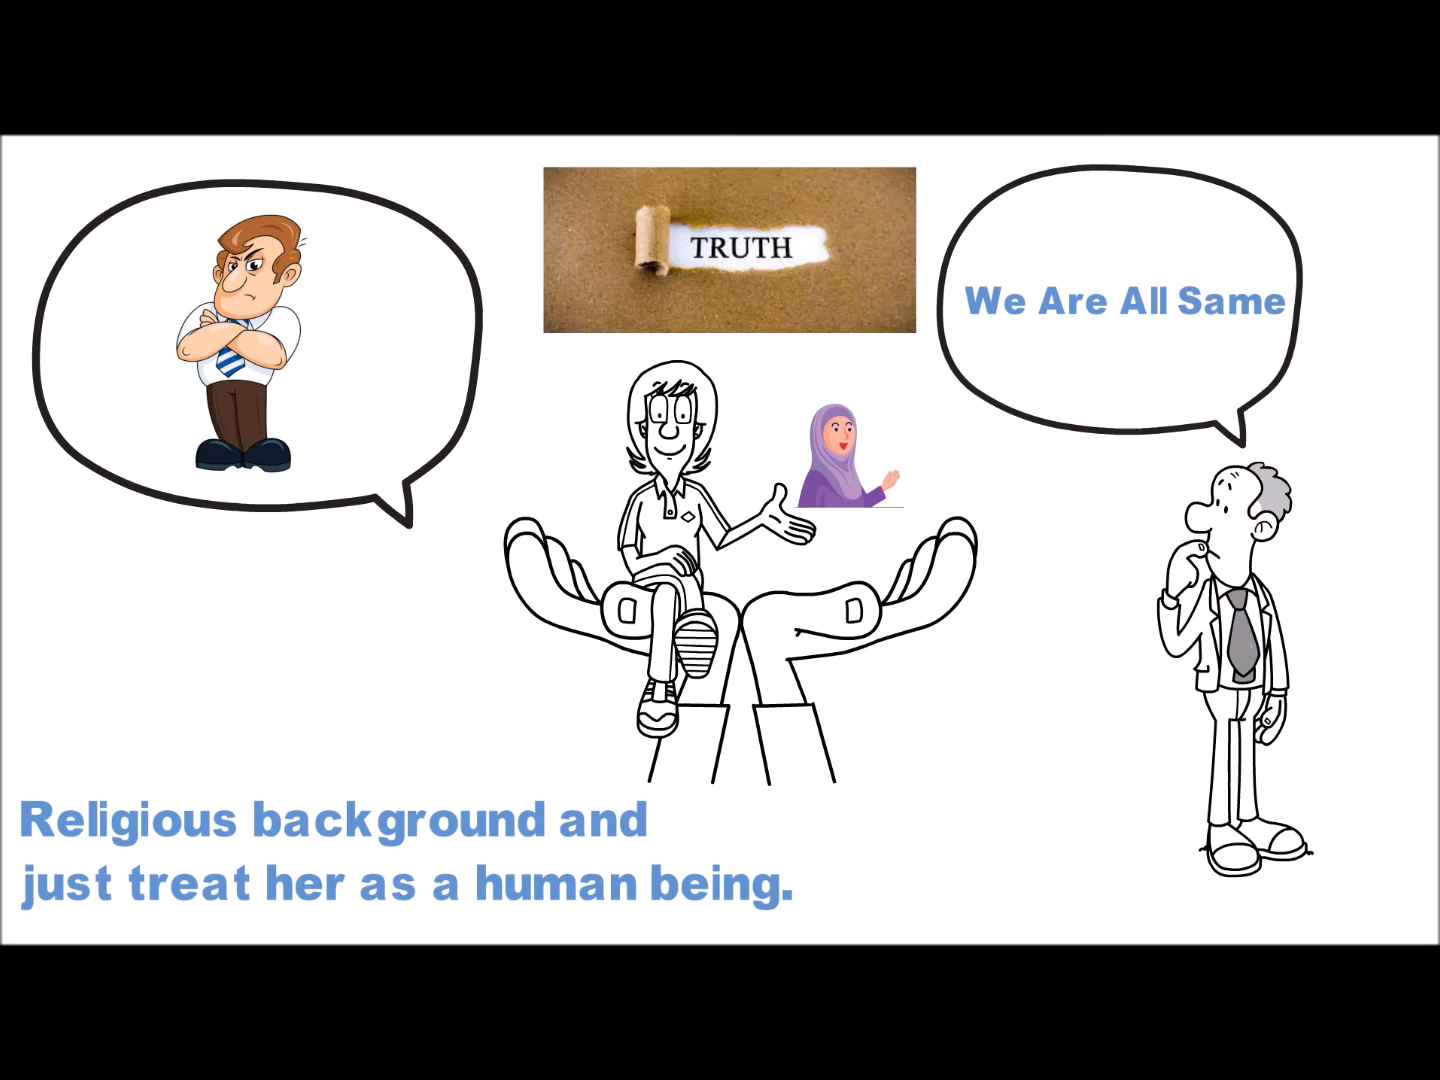 TRUTH
We Are All Same
Religious background and
just treat her as a human being.